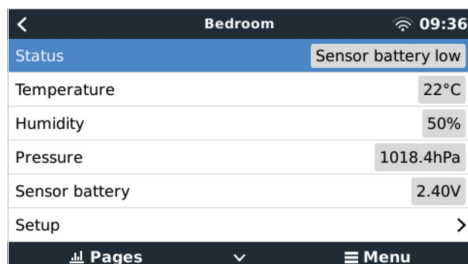 Bedroom 09:36
Status Sensor battery low
Temperature 22°C
Humidity 50%
Pressure 1018.4hPa
Sensor battery 2.40V
Setup
Pages Menu